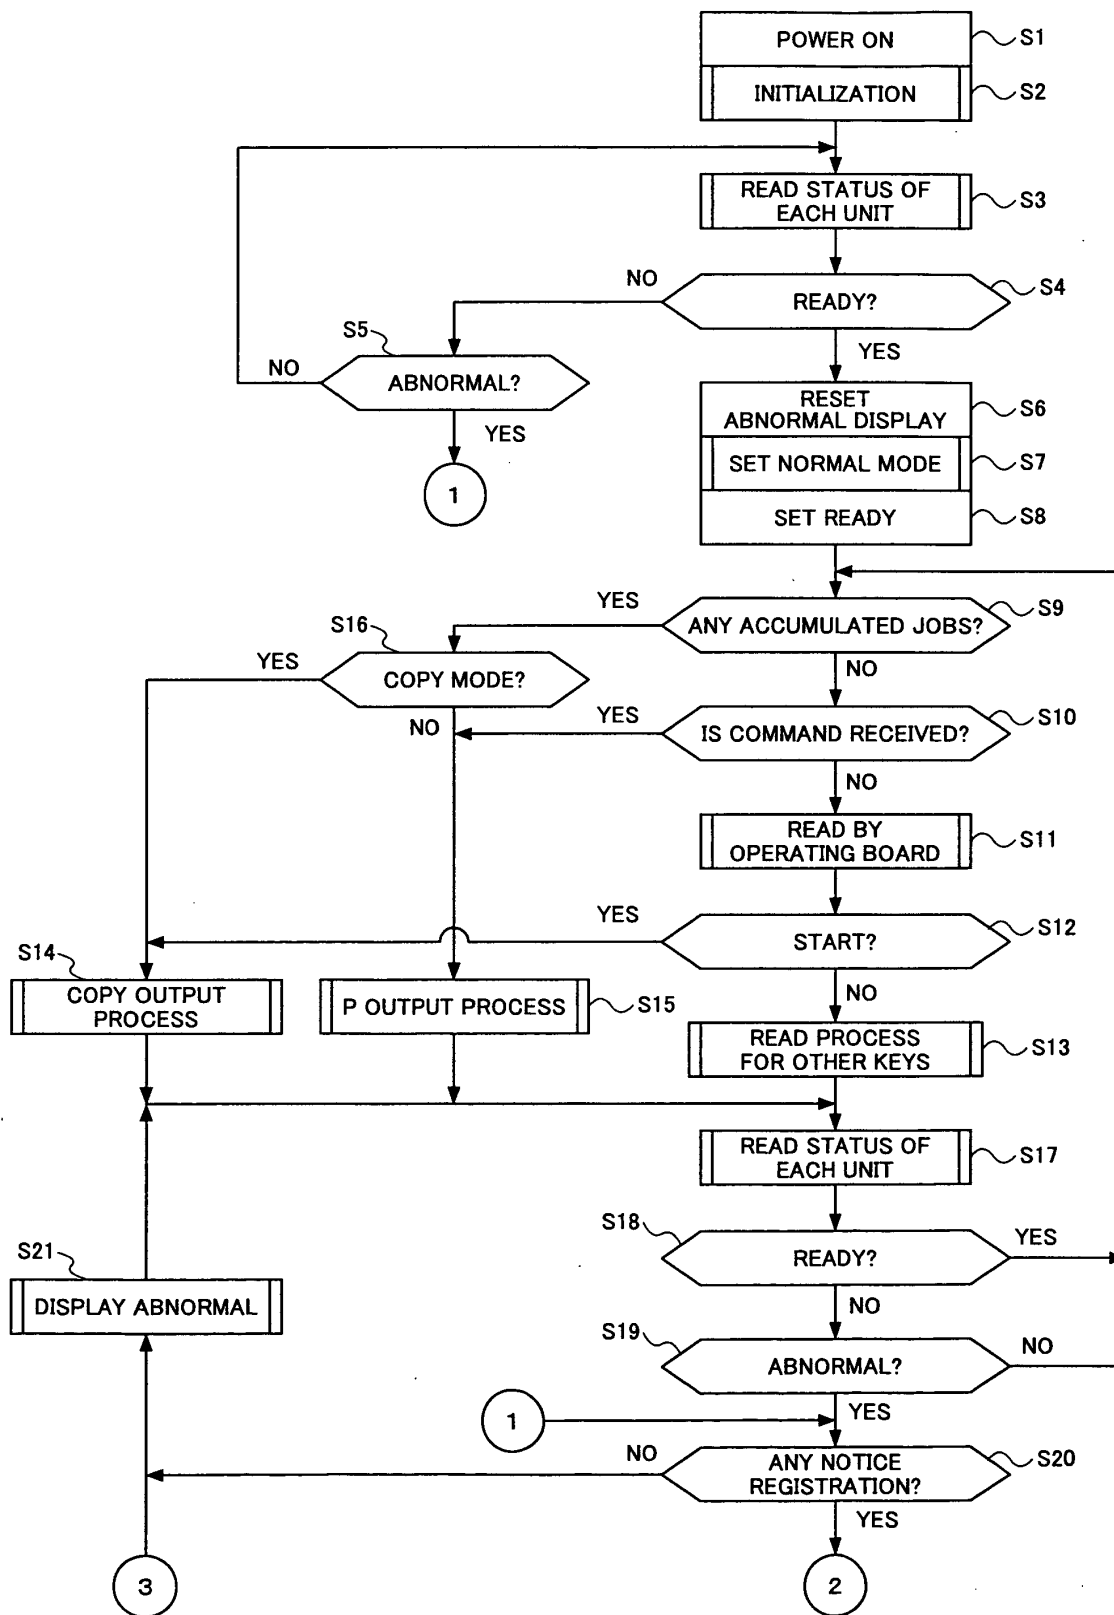 POWER ON
S1
INITIALIZATION
S2
READ STATUS OF
EACH UNIT
S3
NO
READY?
S4
YES
S5
NO
ABNORMAL?
YES
1
RESET
ABNORMAL DISPLAY
S6
SET NORMAL MODE
S7
SET READY
S8
YES
ANY ACCUMULATED JOBS?
S9
NO
S16
YES
COPY MODE?
NO
YES
IS COMMAND RECEIVED?
S10
NO
READ BY
OPERATING BOARD
S11
YES
START?
S12
NO
S14
COPY OUTPUT
PROCESS
P OUTPUT PROCESS
S15
READ PROCESS
FOR OTHER KEYS
S13
READ STATUS OF
EACH UNIT
S17
S18
READY?
YES
NO
S21
DISPLAY ABNORMAL
S19
ABNORMAL?
NO
YES
1
NO
ANY NOTICE
REGISTRATION?
S20
YES
3
2